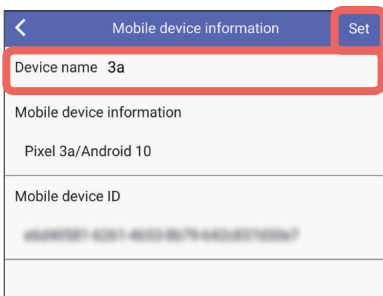 Mobile device information
Set
Device name 3a
Mobile device information
Pixel 3a/Android 10
Mobile device ID